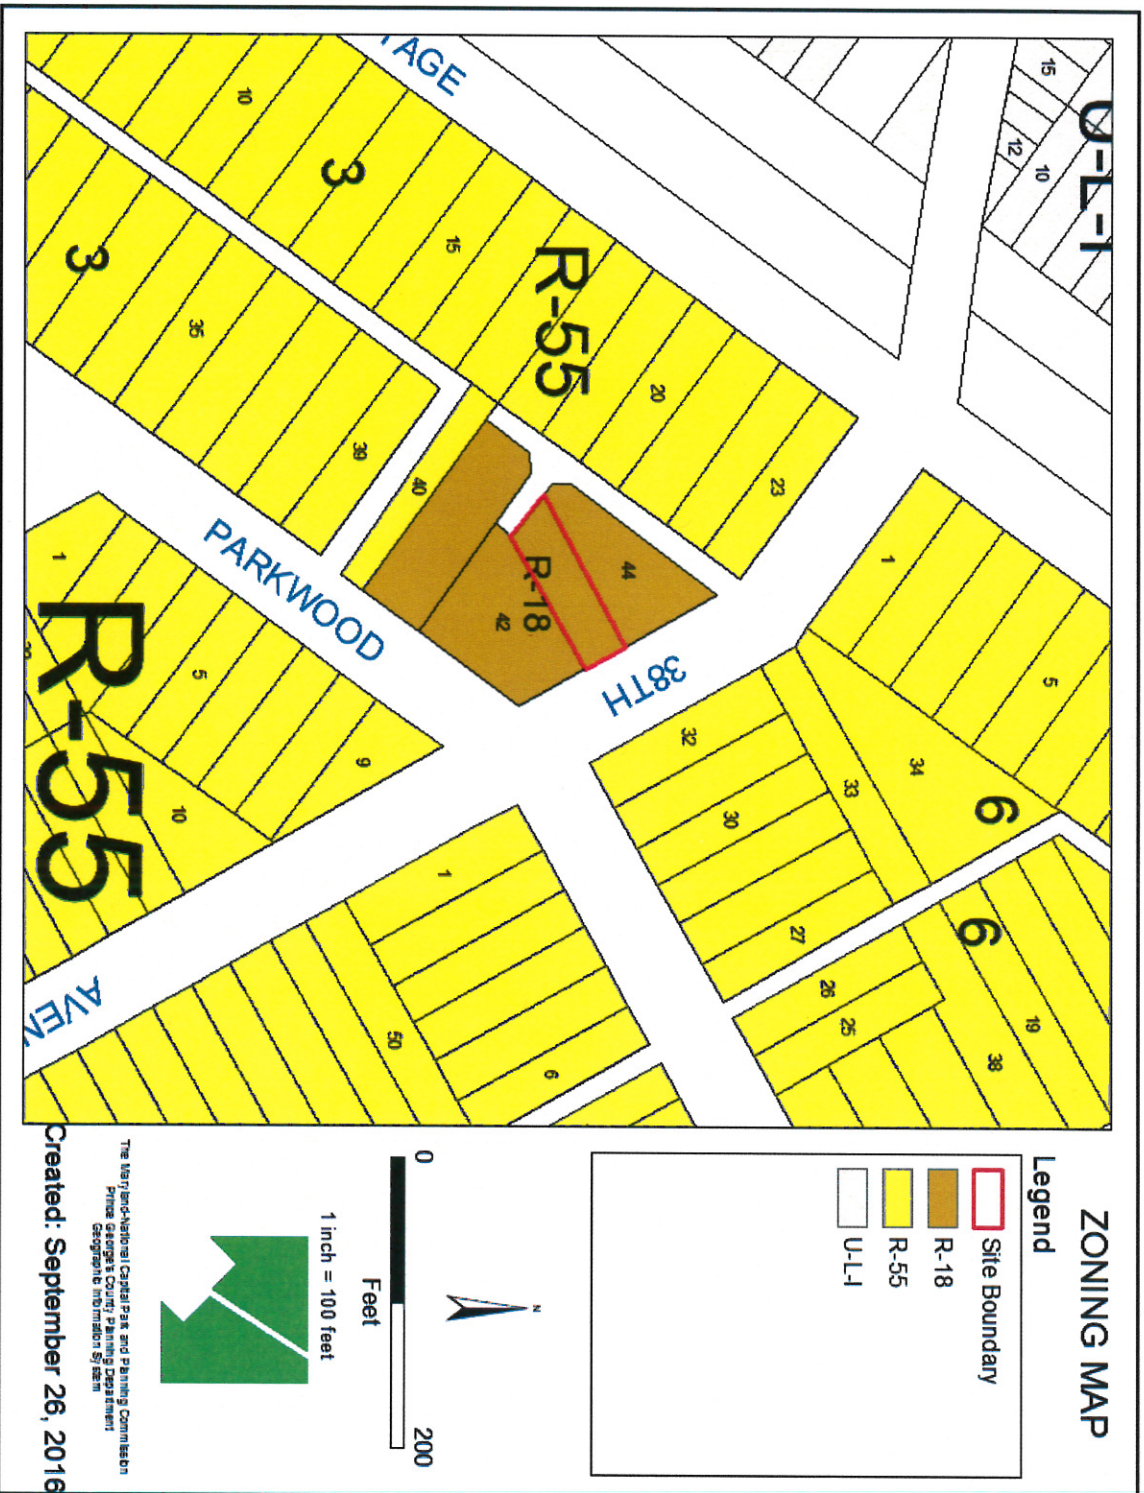 ZONING MAP
Legend
Site Boundary
R-18
R-55
U-L-I
N
0
200
Feet
1 inch = 100 feet
The Maryland-National Capital Park and Planning Commission
Prince George's County Planning Department
Geographic Information System
Created: September 26, 2016
U-L-I
15
12
10
TAGE
10
3
15
R-55
20
23
3
35
39
40
44
R-18
42
38TH
PARKWOOD
AVEN
1
5
34
6
33
32
30
27
6
26
25
19
38
1
5
9
10
R-55
1
50
6